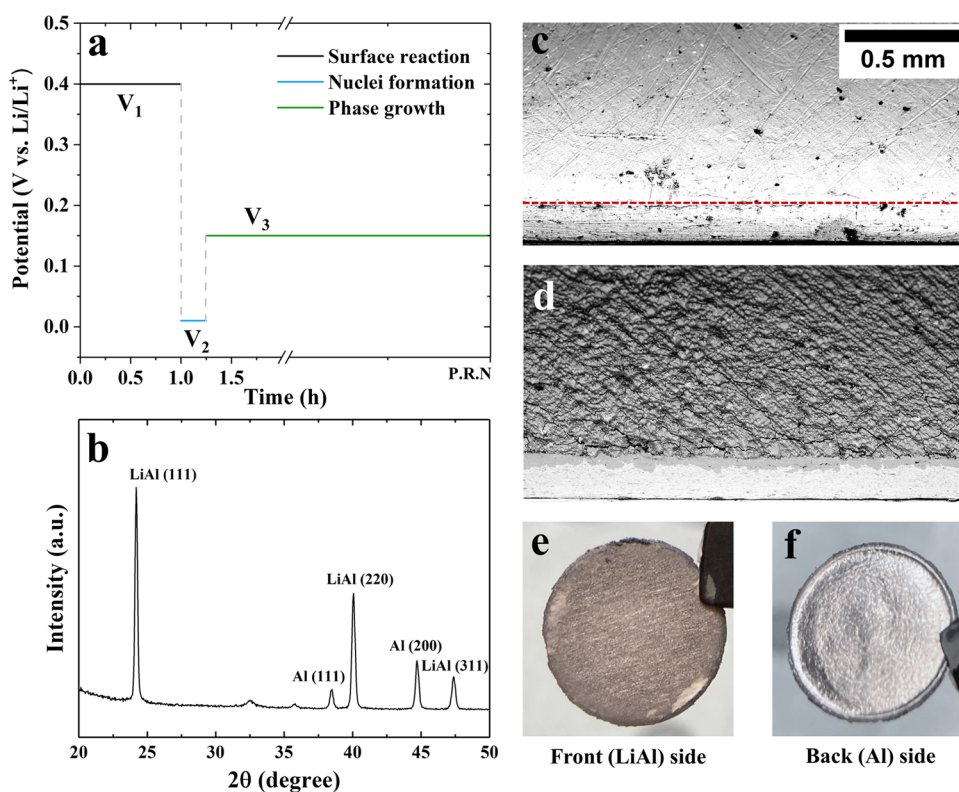 a
Surface reaction
Nuclei formation
Phase growth
V1
V2
V3
0.5
0.4
0.3
0.2
0.1
0.0
Potential (V vs. Li/Li+)
0.0 0.5 1.0 1.5 P.R.N
Time (h)
b
LiAl (111)
Al (111)
LiAl (220)
Al (200)
LiAl (311)
Intensity (a.u.)
20 25 30 35 40 45 50
2θ (degree)
c
0.5 mm
d
e
Front (LiAl) side
f
Back (Al) side